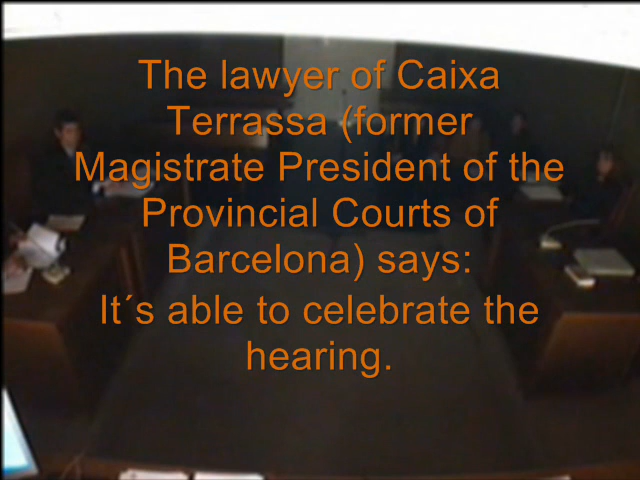 The lawyer of Caixa
Terrassa (former
Magistrate President of the
Provincial Courts of
Barcelona) says:
It´s able to celebrate the
hearing.